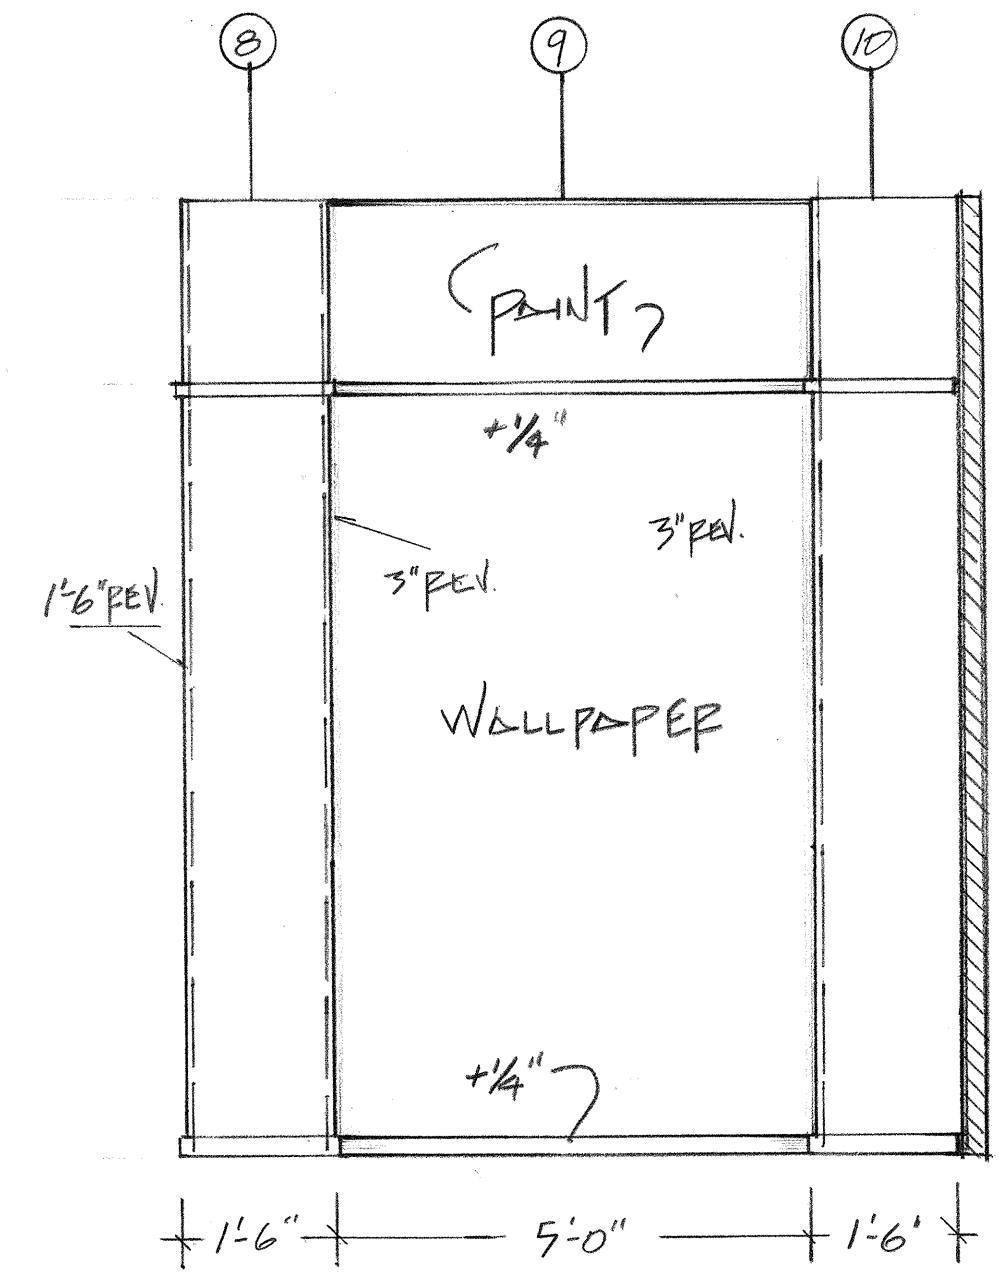 8 9 10
PAINT
+1/4"
3" REV.
3" REV.
1'-6" REV.
WALLPAPER
+1/4"
1'-6" 5'-0" 1'-6'